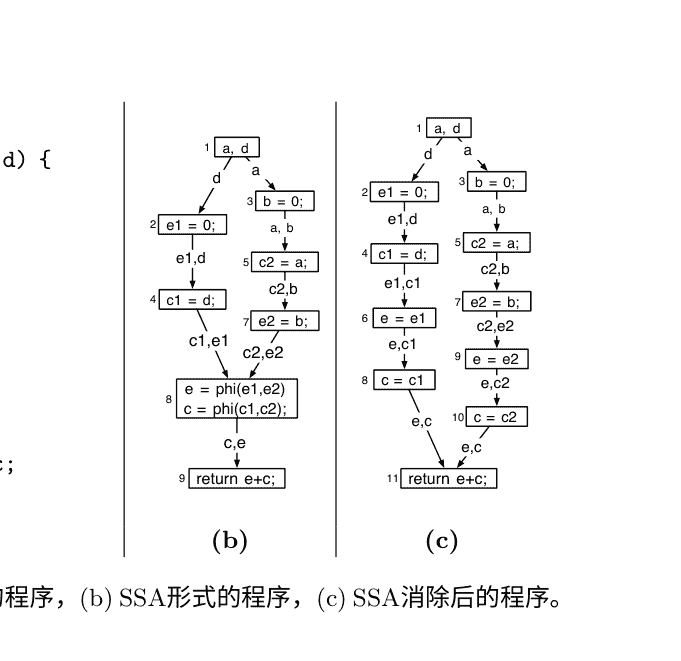 d) {
c;
1 a, d
d
a
2 e1 = 0;
3 b = 0;
e1,d
a, b
4 c1 = d;
5 c2 = a;
c2,b
7 e2 = b;
c1,e1
c2,e2
8 e = phi(e1,e2)
c = phi(c1,c2);
c,e
9 return e+c;
(b)
1 a, d
d
a
2 e1 = 0;
3 b = 0;
e1,d
a, b
4 c1 = d;
5 c2 = a;
e1,c1
c2,b
6 e = e1
7 e2 = b;
e,c1
c2,e2
8 c = c1
9 e = e2
e,c2
10 c = c2
e,c
e,c
11 return e+c;
(c)
程序，(b) SSA形式的程序，(c) SSA消除后的程序。